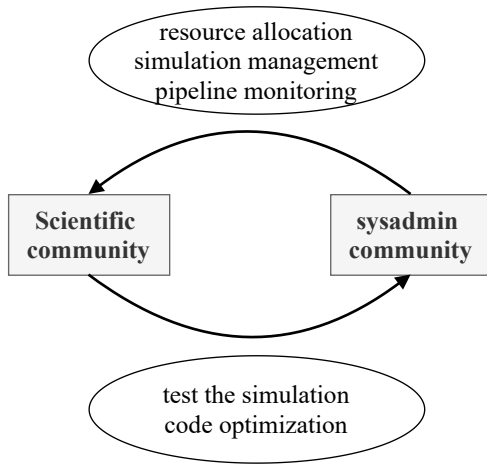 resource allocation
simulation management
pipeline monitoring
Scientific
community
sysadmin
community
test the simulation
code optimization